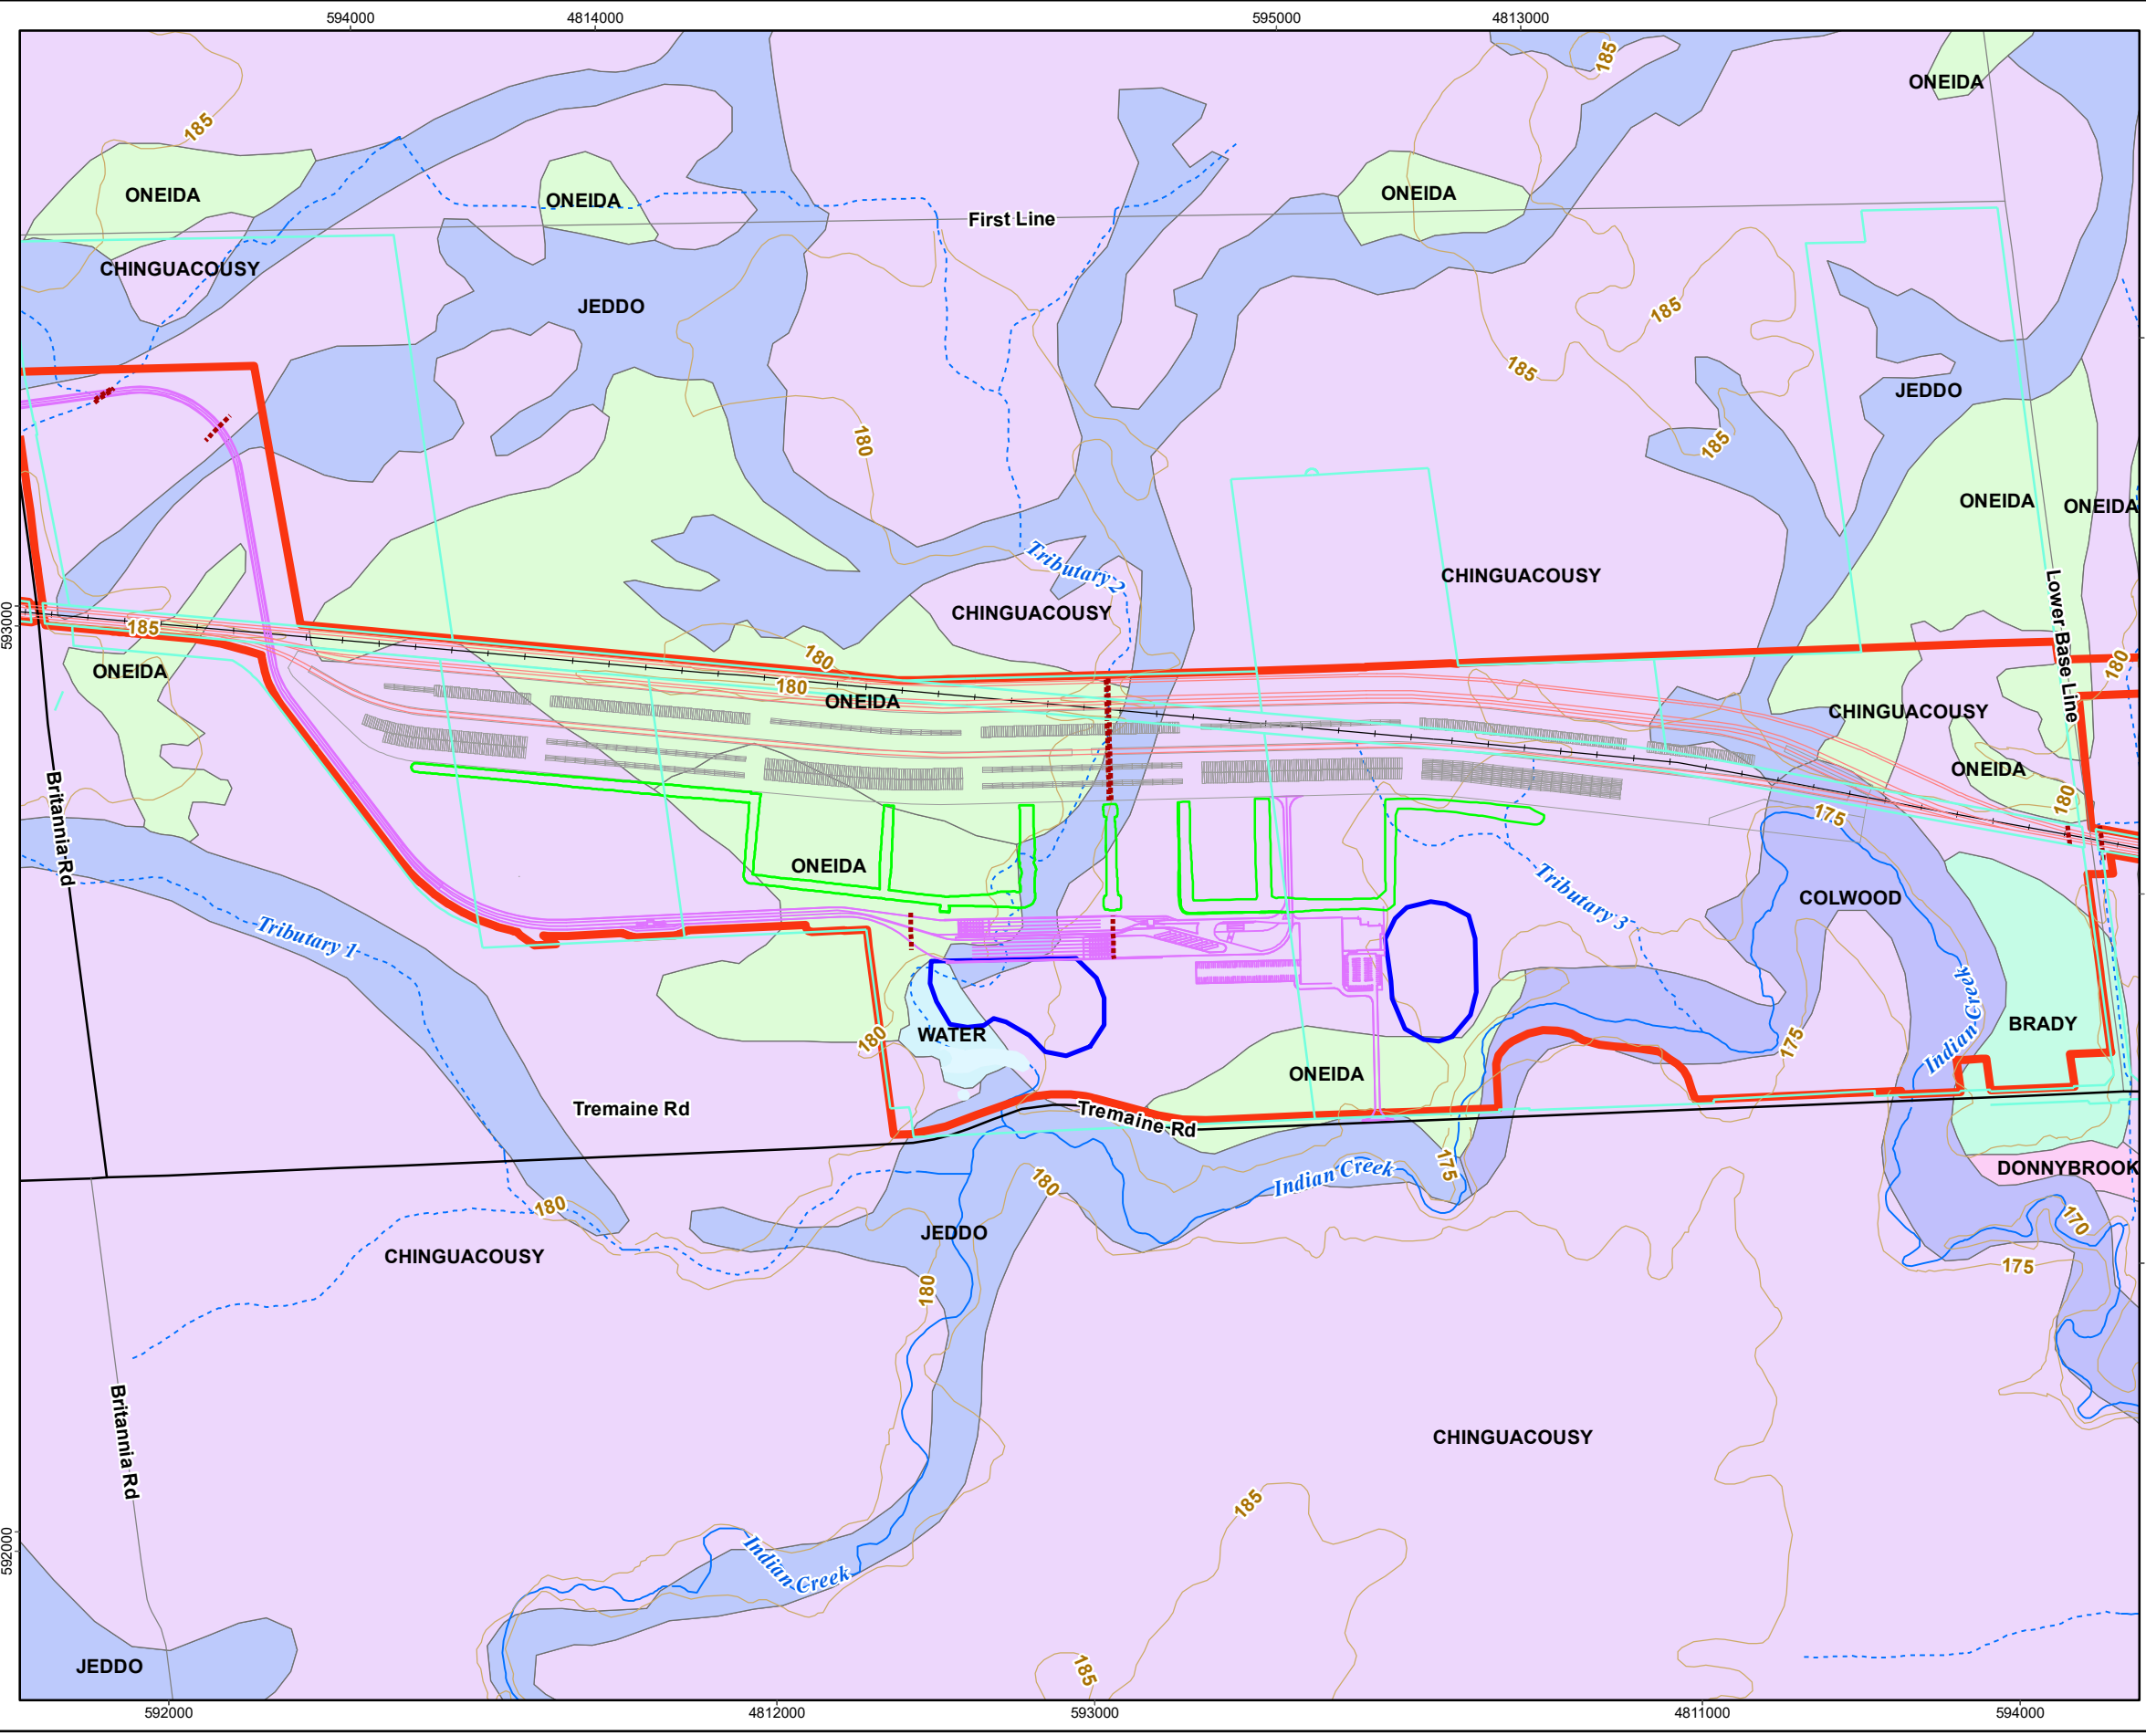 594000
4814000
595000
4813000
185
ONEIDA
185
ONEIDA
ONEIDA
ONEIDA
First Line
CHINGUACOUSY
JEDDO
185
185
JEDDO
180
185
ONEIDA
ONEIDA
Tributary 2
CHINGUACOUSY
CHINGUACOUSY
593000
185
Lower Base Line
180
180
ONEIDA
180
ONEIDA
CHINGUACOUSY
ONEIDA
180
175
Britannia Rd
ONEIDA
Tributary 3
COLWOOD
Tributary 1
Indian Creek
WATER
180
175
BRADY
ONEIDA
Tremaine Rd
Tremaine Rd
175
Indian Creek
180
DONNYBROOK
180
170
JEDDO
CHINGUACOUSY
175
180
Britannia Rd
CHINGUACOUSY
185
592000
Indian Creek
JEDDO
185
592000
4812000
593000
4811000
594000